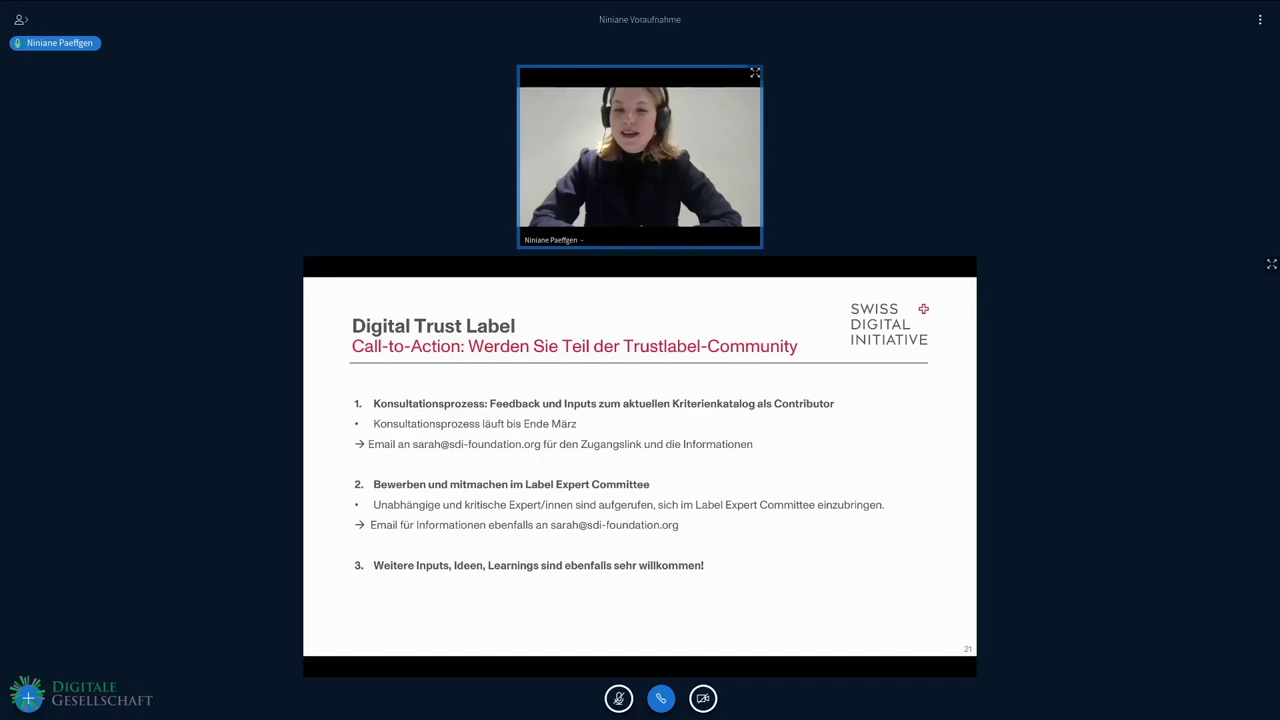 Niniane Voraufnahme
Niniane Paeffgen
Niniane Paeffgen
Digital Trust Label
Call-to-Action: Werden Sie Teil der Trustlabel-Community
SWISS
DIGITAL
INITIATIVE
1. Konsultationsprozess: Feedback und Inputs zum aktuellen Kriterienkatalog als Contributor
• Konsultationsprozess läuft bis Ende März
→ Email an sarah@sdi-foundation.org für den Zugangslink und die Informationen
2. Bewerben und mitmachen im Label Expert Committee
• Unabhängige und kritische Expert/innen sind aufgerufen, sich im Label Expert Committee einzubringen.
→ Email für Informationen ebenfalls an sarah@sdi-foundation.org
3. Weitere Inputs, Ideen, Learnings sind ebenfalls sehr willkommen!
21
DIGITALE
GESELLSCHAFT